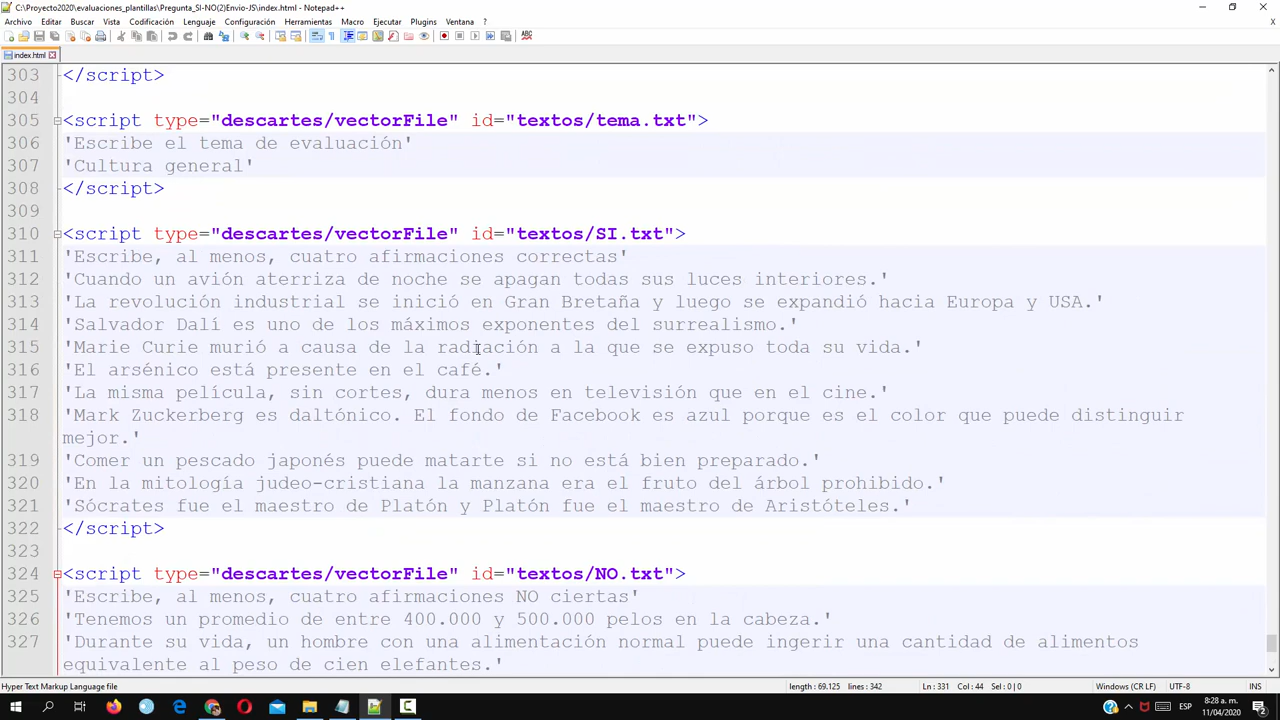 C:\Proyecto2020\evaluaciones_plantillas\Pregunta_SI-NO(2)Envio-JS\index.html - Notepad++
Archivo Editar Buscar Vista Codificación Lenguaje Configuración Herramientas Macro Ejecutar Plugins Ventana ? X
index.html
303 </script>
304
305 <script type="descartes/vectorFile" id="textos/tema.txt">
306 'Escribe el tema de evaluación'
307 'Cultura general'
308 </script>
309
310 <script type="descartes/vectorFile" id="textos/SI.txt">
311 'Escribe, al menos, cuatro afirmaciones correctas'
312 'Cuando un avión aterriza de noche se apagan todas sus luces interiores.'
313 'La revolución industrial se inició en Gran Bretaña y luego se expandió hacia Europa y USA.'
314 'Salvador Dalí es uno de los máximos exponentes del surrealismo.'
315 'Marie Curie murió a causa de la radiación a la que se expuso toda su vida.'
316 'El arsénico está presente en el café.'
317 'La misma película, sin cortes, dura menos en televisión que en el cine.'
318 'Mark Zuckerberg es daltónico. El fondo de Facebook es azul porque es el color que puede distinguir
mejor.'
319 'Comer un pescado japonés puede matarte si no está bien preparado.'
320 'En la mitología judeo-cristiana la manzana era el fruto del árbol prohibido.'
321 'Sócrates fue el maestro de Platón y Platón fue el maestro de Aristóteles.'
322 </script>
323
324 <script type="descartes/vectorFile" id="textos/NO.txt">
325 'Escribe, al menos, cuatro afirmaciones NO ciertas'
326 'Tenemos un promedio de entre 400.000 y 500.000 pelos en la cabeza.'
327 'Durante su vida, un hombre con una alimentación normal puede ingerir una cantidad de alimentos
equivalente al peso de cien elefantes.'
Hyper Text Markup Language file length : 69.125 lines : 342 Ln : 331 Col : 44 Sel : 0 | 0 Windows (CR LF) UTF-8 INS
ESP 8:28 a. m.
11/04/2020